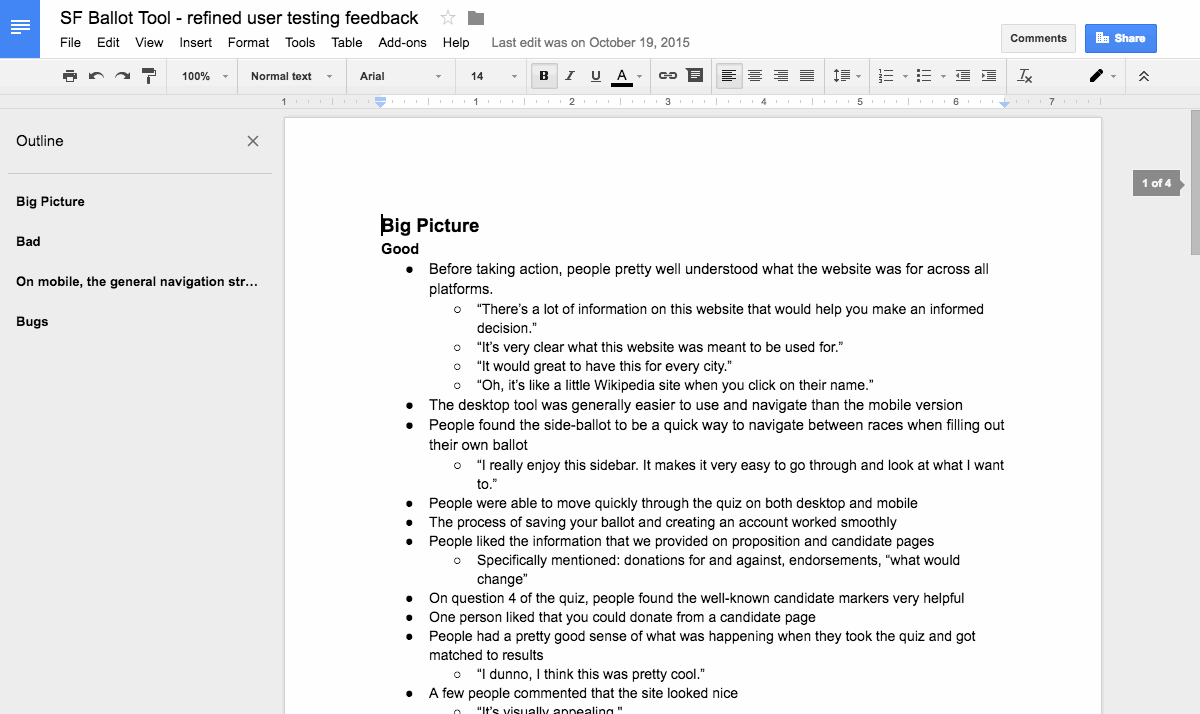 SF Ballot Tool - refined user testing feedback
File Edit View Insert Format Tools Table Add-ons Help Last edit was on October 19, 2015
Comments
Share
100% Normal text Arial 14 B I U A
1 1 2 3 4 5 6 7
Outline
Big Picture
Bad
On mobile, the general navigation str...
Bugs
1 of 4
Big Picture
Good
● Before taking action, people pretty well understood what the website was for across all
platforms.
○ “There’s a lot of information on this website that would help you make an informed
decision.”
○ “It’s very clear what this website was meant to be used for.”
○ “It would great to have this for every city.”
○ “Oh, it’s like a little Wikipedia site when you click on their name.”
● The desktop tool was generally easier to use and navigate than the mobile version
● People found the side-ballot to be a quick way to navigate between races when filling out
their own ballot
○ “I really enjoy this sidebar. It makes it very easy to go through and look at what I want
to.”
● People were able to move quickly through the quiz on both desktop and mobile
● The process of saving your ballot and creating an account worked smoothly
● People liked the information that we provided on proposition and candidate pages
○ Specifically mentioned: donations for and against, endorsements, “what would
change”
● On question 4 of the quiz, people found the well-known candidate markers very helpful
● One person liked that you could donate from a candidate page
● People had a pretty good sense of what was happening when they took the quiz and got
matched to results
○ “I dunno, I think this was pretty cool.”
● A few people commented that the site looked nice
○ “It’s visually appealing.”